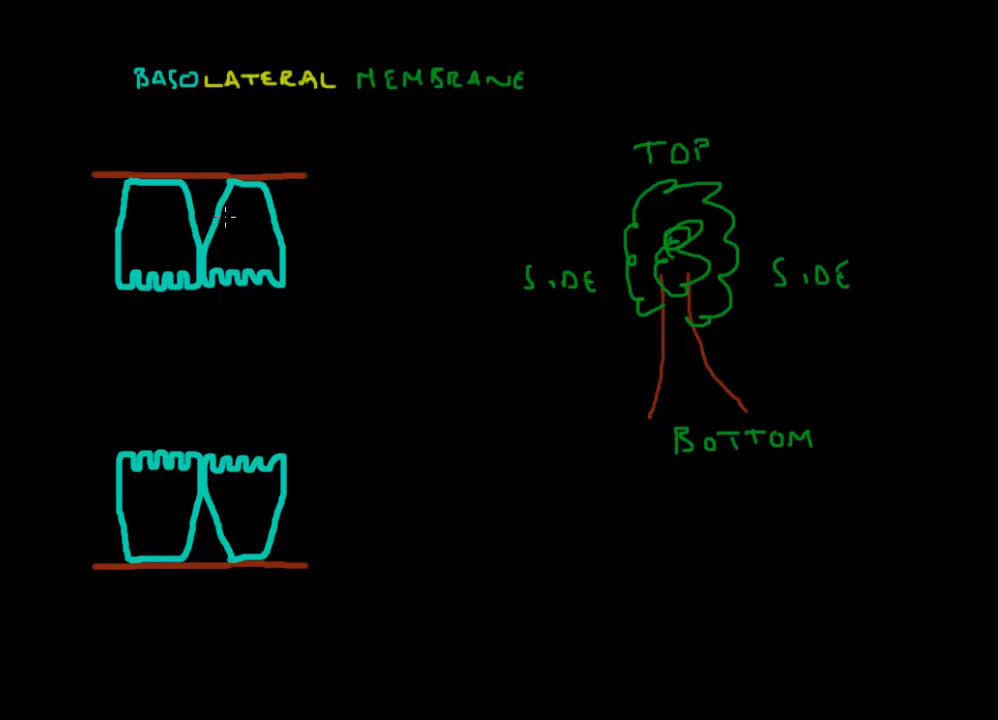 BASOLATERAL MEMBRANE
TOP
SIDE
SIDE
BOTTOM